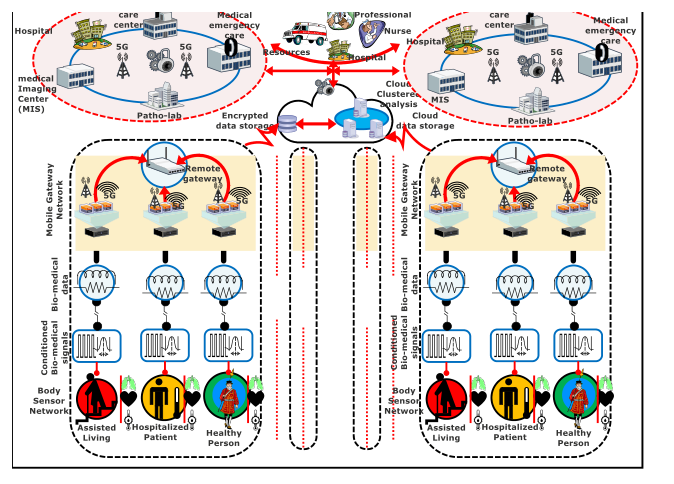 care
center
Medical
emergency
care
Hospital
5G
5G
medical
Imaging
Center
(MIS)
Patho-lab
Professional
Nurse
Resources
Hospital
Cloud
Clustered
analysis
Encrypted
data storage
Cloud
data storage
care
center
Medical
emergency
care
Hospital
5G
5G
MIS
Patho-lab
Mobile Gateway
Network
Remote
gateway
5G
5G
5G
Bio-medical
data
Conditioned
Bio-medical
signals
Body
Sensor
Network
Assisted
Living
Hospitalized
Patient
Healthy
Person
Mobile Gateway
Network
Remote
gateway
5G
5G
5G
Bio-medical
data
Conditioned
Bio-medical
signals
Body
Sensor
Network
Assisted
Living
Hospitalized
Patient
Healthy
Person